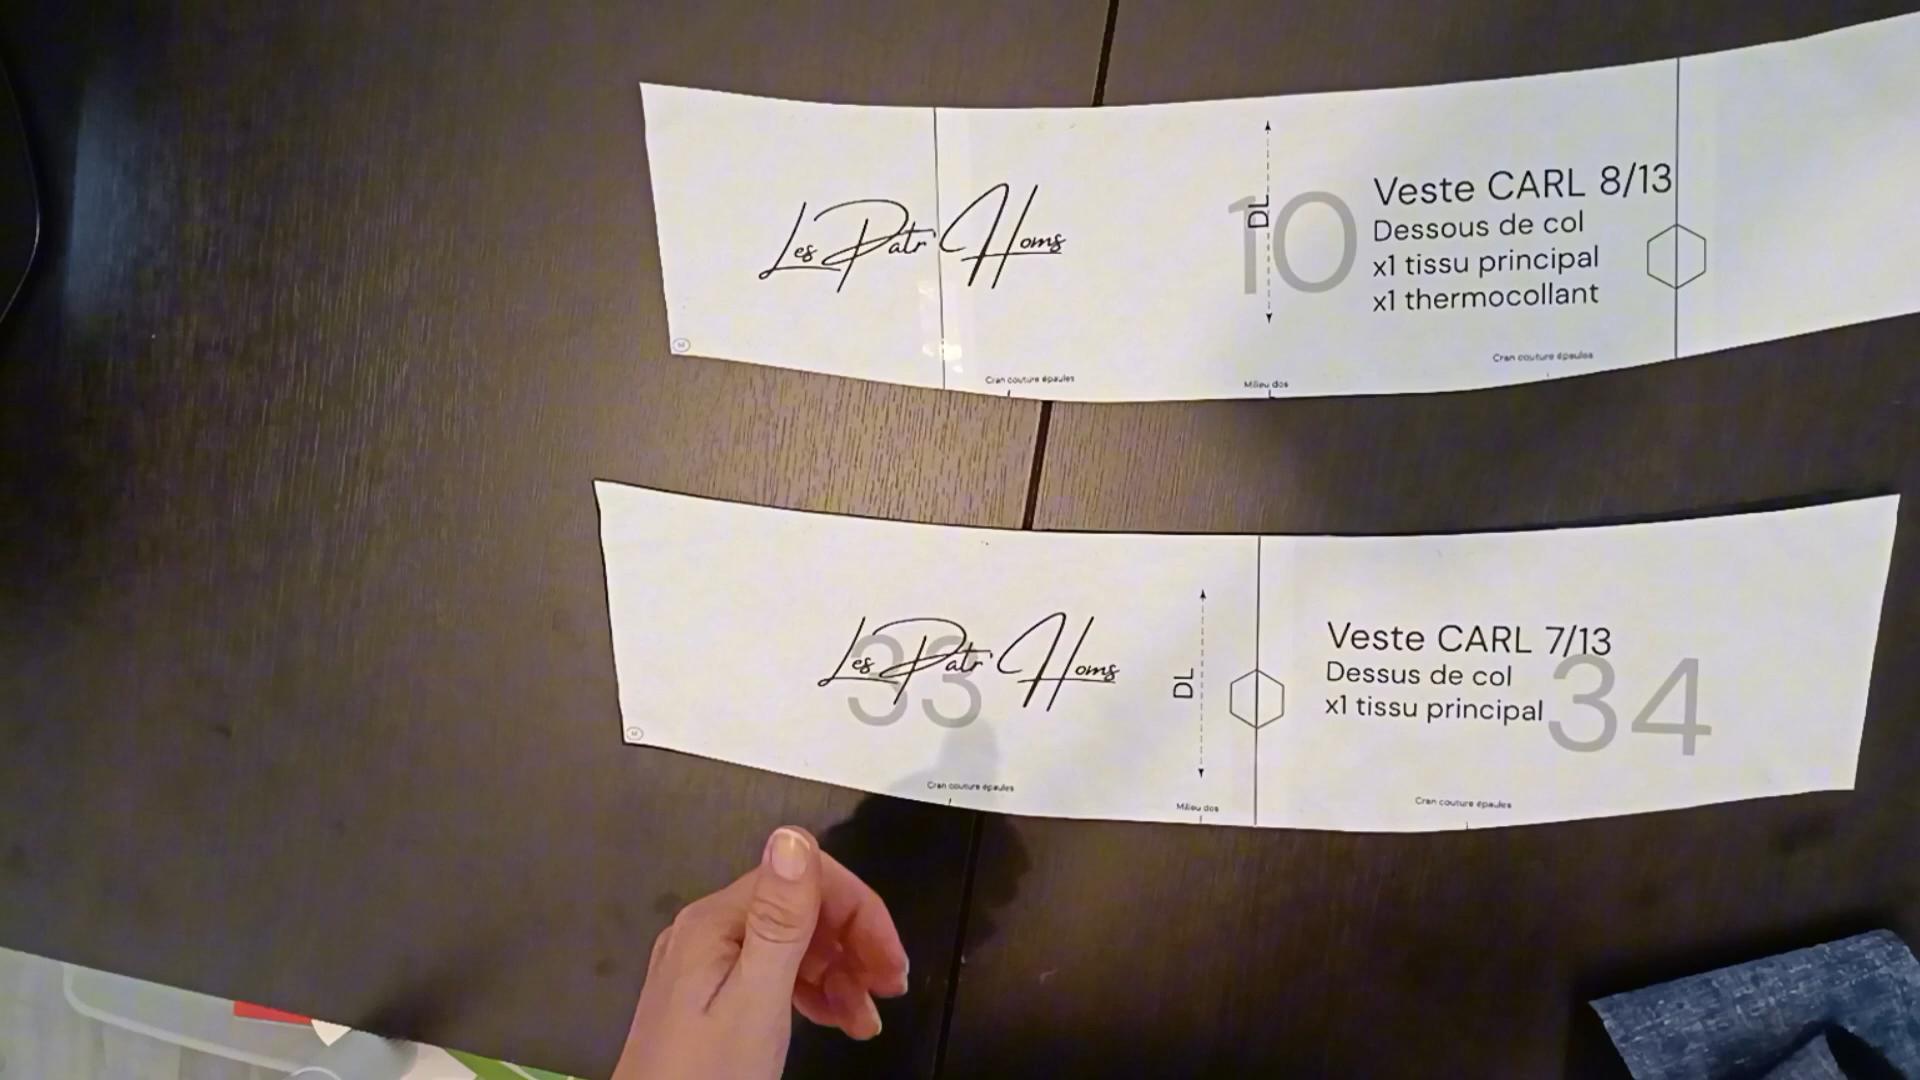 Les Patr'Homs
10
DL
Veste CARL 8/13
Dessous de col
x1 tissu principal
x1 thermocollant
M
Cran couture épaules
Milieu dos
Cran couture épaules
Les Patr'Homs
33
DL
Veste CARL 7/13
Dessus de col
x1 tissu principal
34
M
Cran couture épaules
Milieu dos
Cran couture épaules